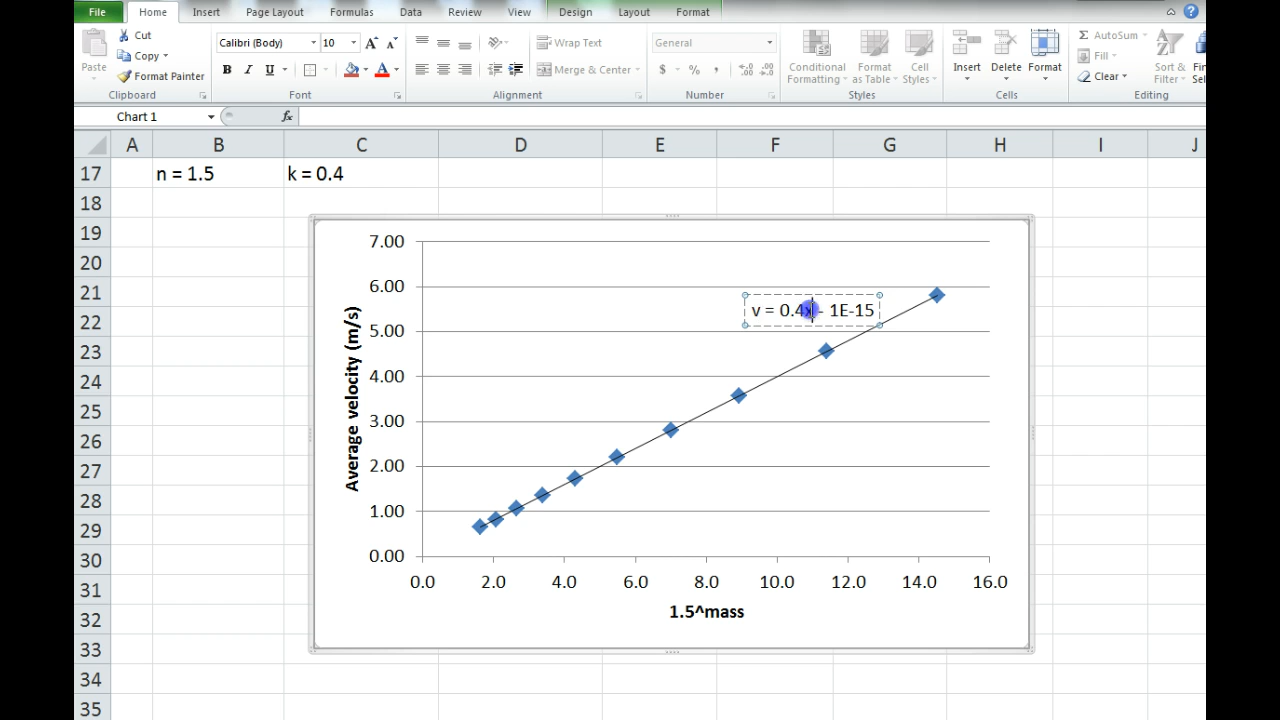 File Home Insert Page Layout Formulas Data Review View Design Layout Format
Cut Calibri (Body) 10 A A Wrap Text General AutoSum
Copy Fill
Paste Format Painter B I U A Merge & Center $ % , Conditional Formatting Format as Table Cell Styles Insert Delete Format Clear Sort & Filter
Clipboard Font Alignment Number Styles Cells Editing
Chart 1 fx
A B C D E F G H I J
17 n = 1.5 k = 0.4
18
19
20
21
22
23
24
25
26
27
28
29
30
31
32
33
34
35
7.00
6.00
v = 0.4x - 1E-15
5.00
4.00
3.00
2.00
1.00
0.00
Average velocity (m/s)
0.0 2.0 4.0 6.0 8.0 10.0 12.0 14.0 16.0
1.5^mass